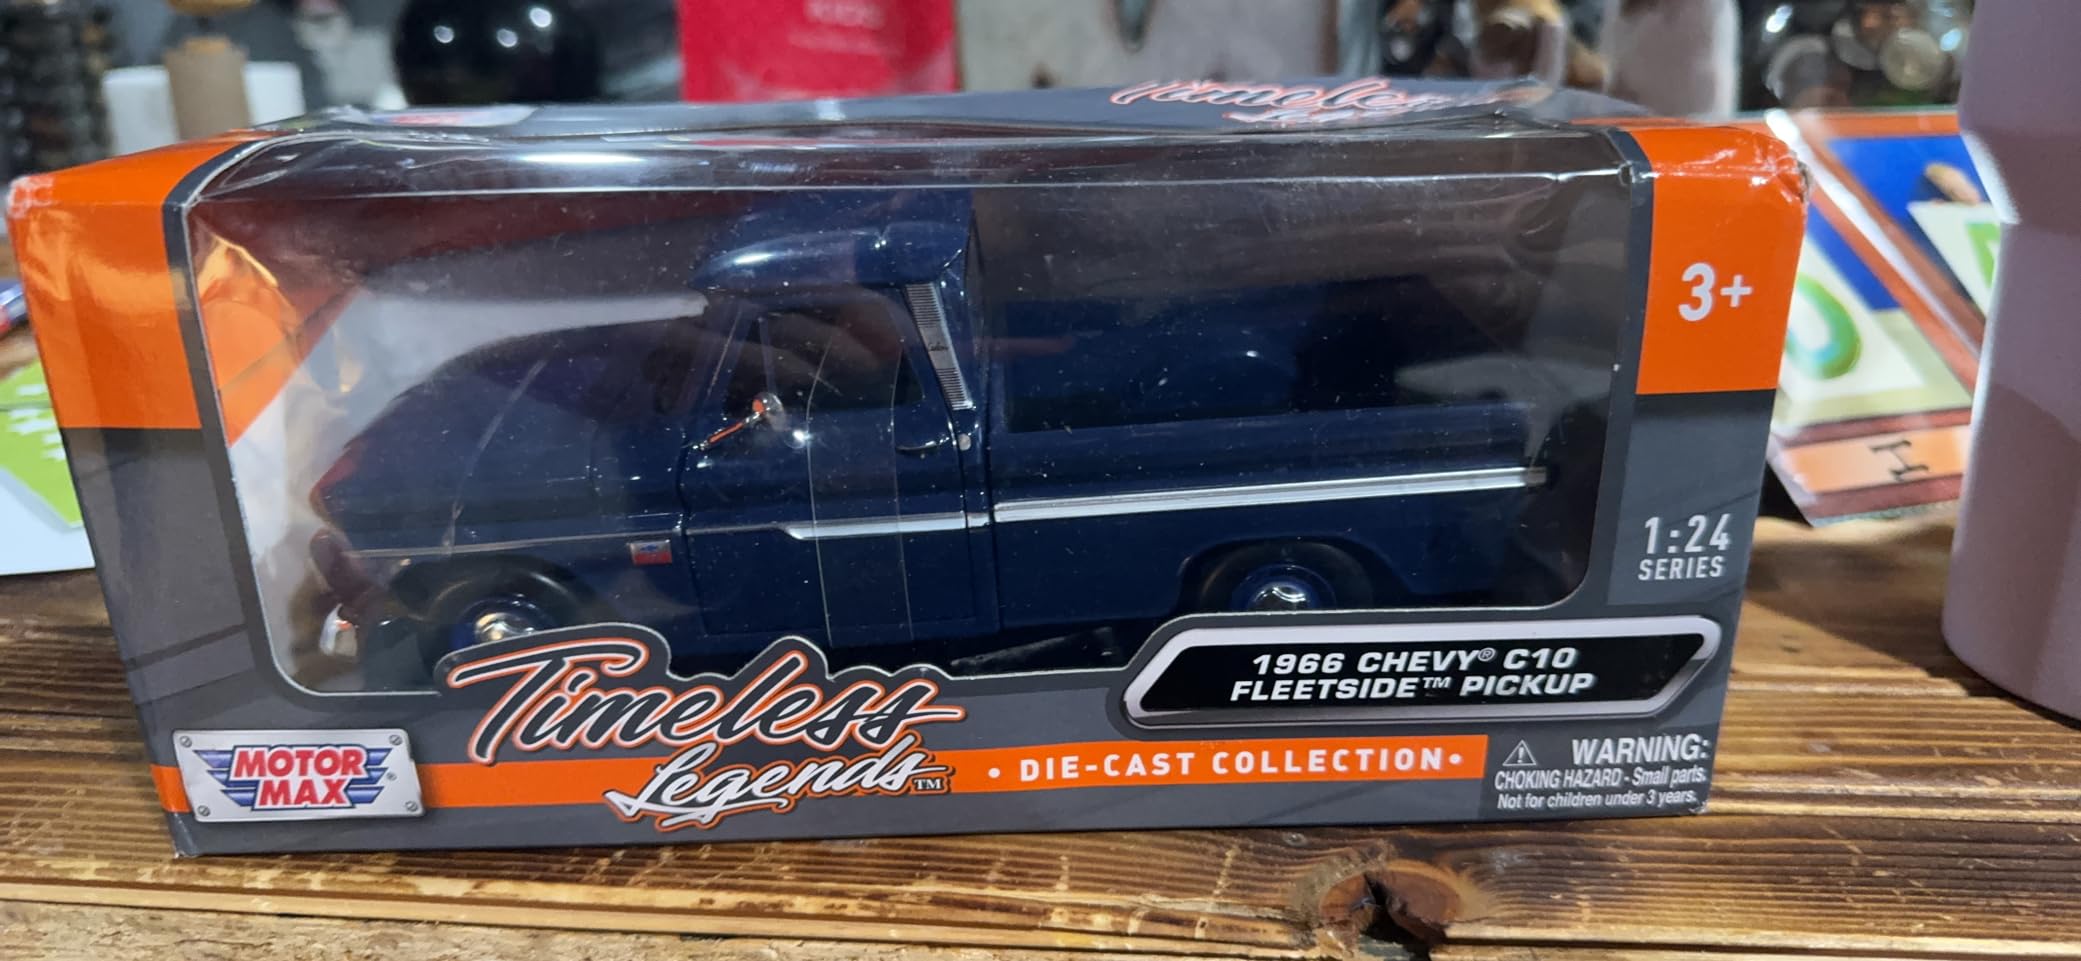 KIDS
Timeless
3+
1:24
SERIES
1966 CHEVY® C10
FLEETSIDE™ PICKUP
Timeless
Legends™
• DIE-CAST COLLECTION •
MOTOR
MAX®
⚠ WARNING:
CHOKING HAZARD - Small parts.
Not for children under 3 years.
H